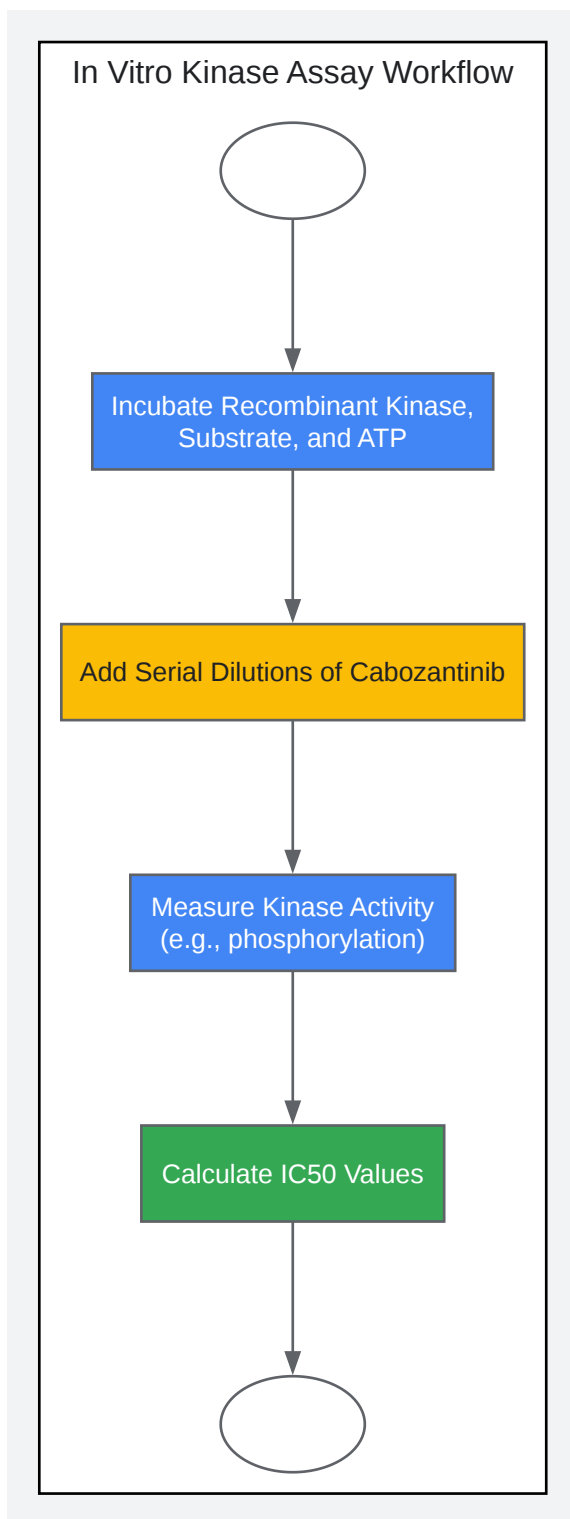 In Vitro Kinase Assay Workflow
Incubate Recombinant Kinase,
Substrate, and ATP
Add Serial Dilutions of Cabozantinib
Measure Kinase Activity
(e.g., phosphorylation)
Calculate IC50 Values